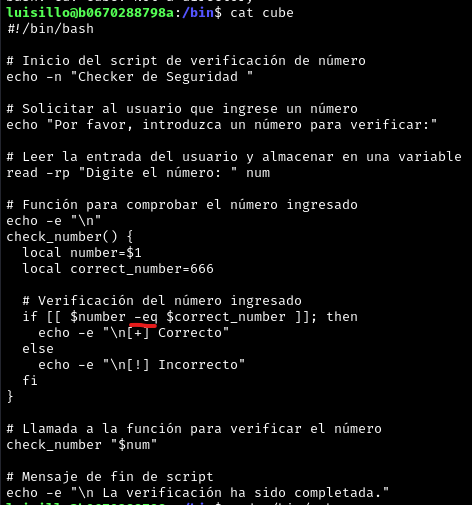 luisillo@b0670288798a:/bin$ cat cube
#!/bin/bash
# Inicio del script de verificación de número
echo -n "Checker de Seguridad "
# Solicitar al usuario que ingrese un número
echo "Por favor, introduzca un número para verificar:"
# Leer la entrada del usuario y almacenar en una variable
read -rp "Digite el número: " num
# Función para comprobar el número ingresado
echo -e "\n"
check_number() {
  local number=$1
  local correct_number=666
  # Verificación del número ingresado
  if [[ $number -eq $correct_number ]]; then
    echo -e "\n[+] Correcto"
  else
    echo -e "\n[!] Incorrecto"
  fi
}
# Llamada a la función para verificar el número
check_number "$num"
# Mensaje de fin de script
echo -e "\n La verificación ha sido completada."